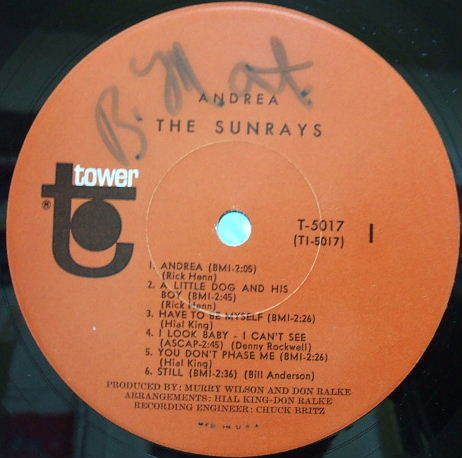 ANDREA
THE SUNRAYS
tower
®
T-5017
(T1-5017)
1
1. ANDREA (BMI-2:05)
(Rick Henn)
2. A LITTLE DOG AND HIS
BOY (BMI-2:45)
(Rick Henn)
3. HAVE TO BE MYSELF (BMI-2:26)
(Hial King)
4. I LOOK BABY - I CAN'T SEE
(ASCAP-2:45) (Denny Rockwell)
5. YOU DON'T PHASE ME (BMI-2:26)
(Hial King)
6. STILL (BMI-2:36) (Bill Anderson)
PRODUCED BY: MURRY WILSON AND DON RALKE
ARRANGEMENTS: HIAL KING-DON RALKE
RECORDING ENGINEER: CHUCK BRITZ
MFD. IN U.S.A.